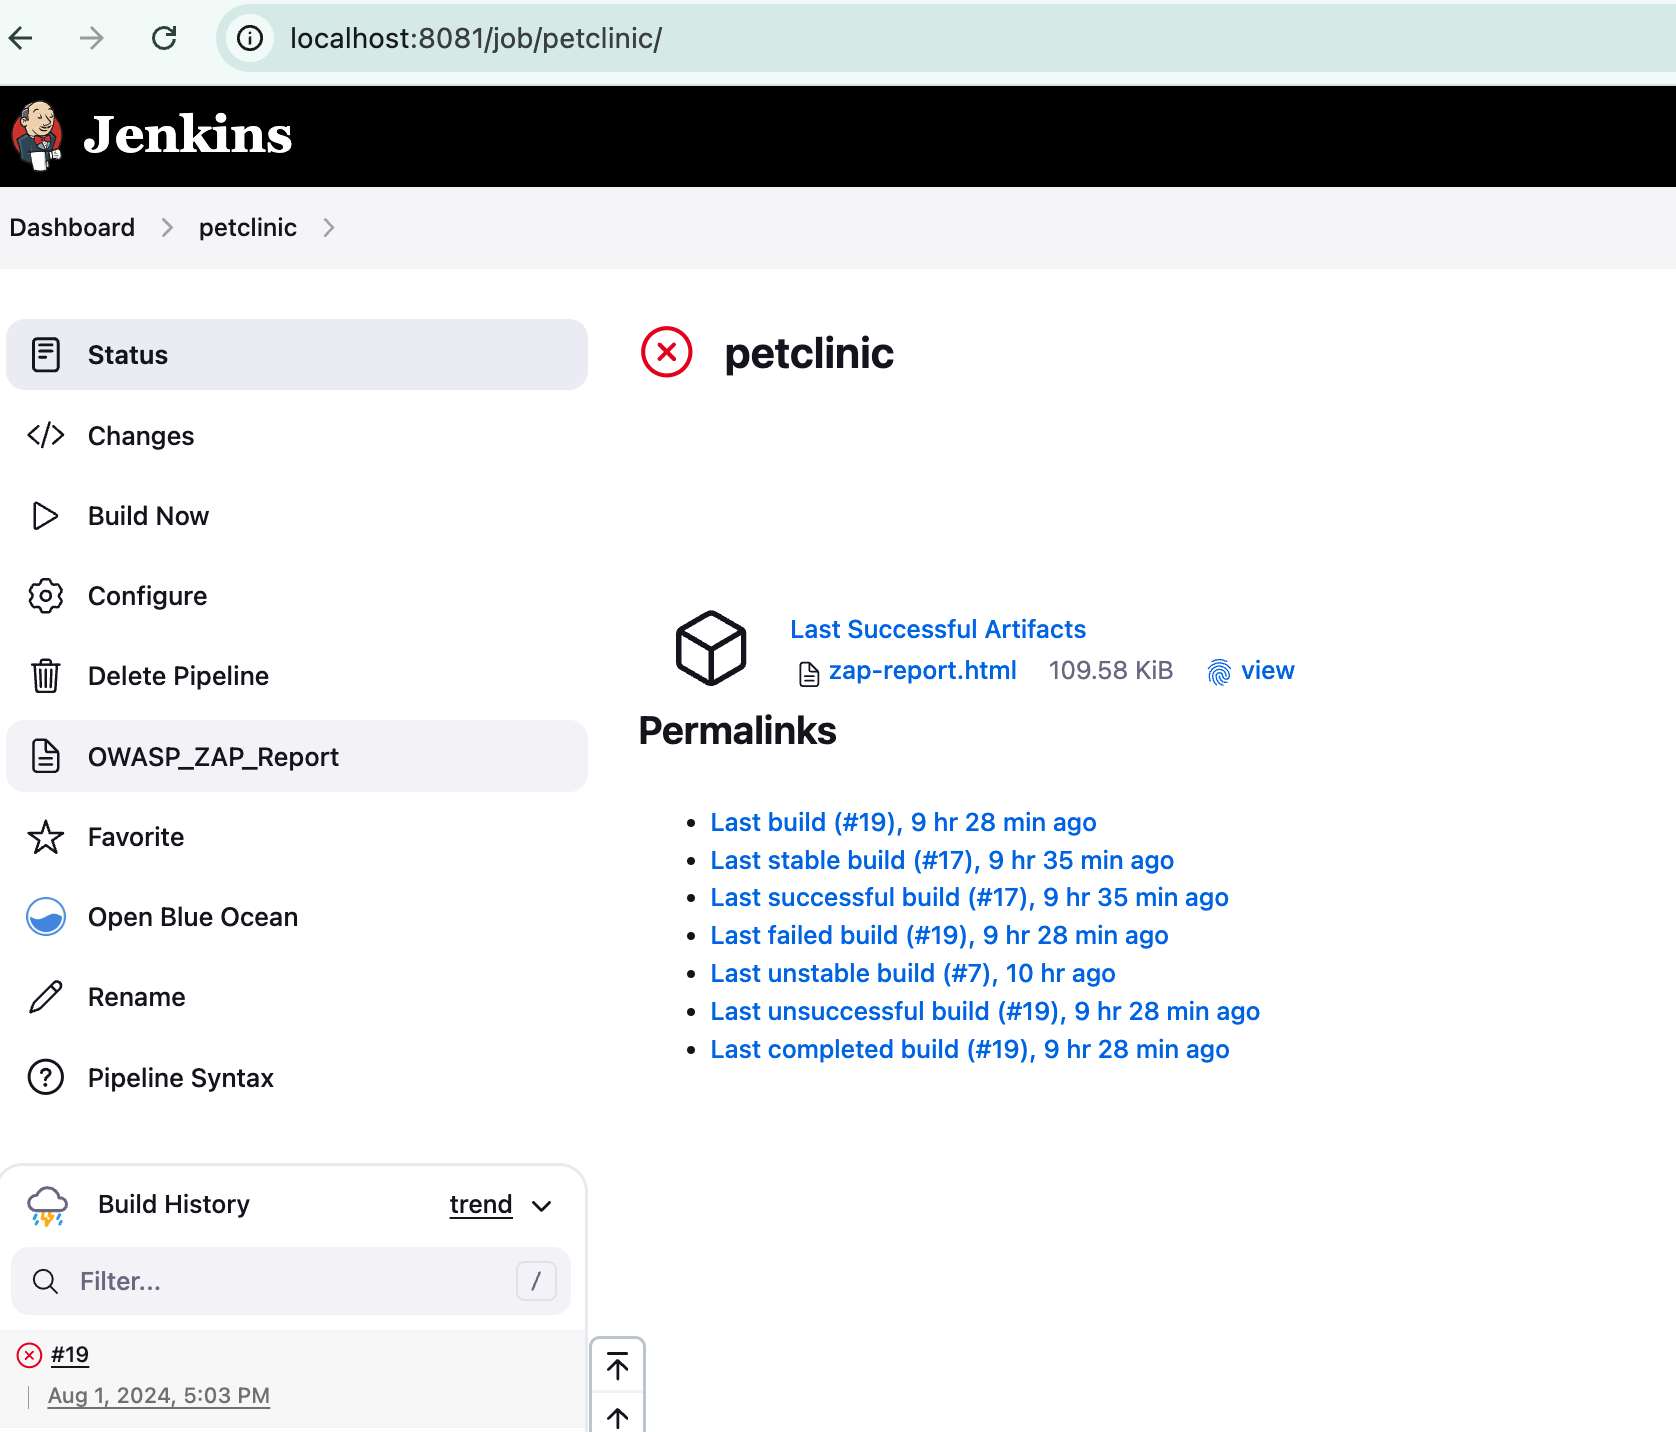 localhost:8081/job/petclinic/
Jenkins
Dashboard petclinic
Status
Changes
Build Now
Configure
Delete Pipeline
OWASP_ZAP_Report
Favorite
Open Blue Ocean
Rename
Pipeline Syntax
Build History trend
Filter... /
#19
Aug 1, 2024, 5:03 PM
petclinic
Last Successful Artifacts
zap-report.html 109.58 KiB view
Permalinks
Last build (#19), 9 hr 28 min ago
Last stable build (#17), 9 hr 35 min ago
Last successful build (#17), 9 hr 35 min ago
Last failed build (#19), 9 hr 28 min ago
Last unstable build (#7), 10 hr ago
Last unsuccessful build (#19), 9 hr 28 min ago
Last completed build (#19), 9 hr 28 min ago